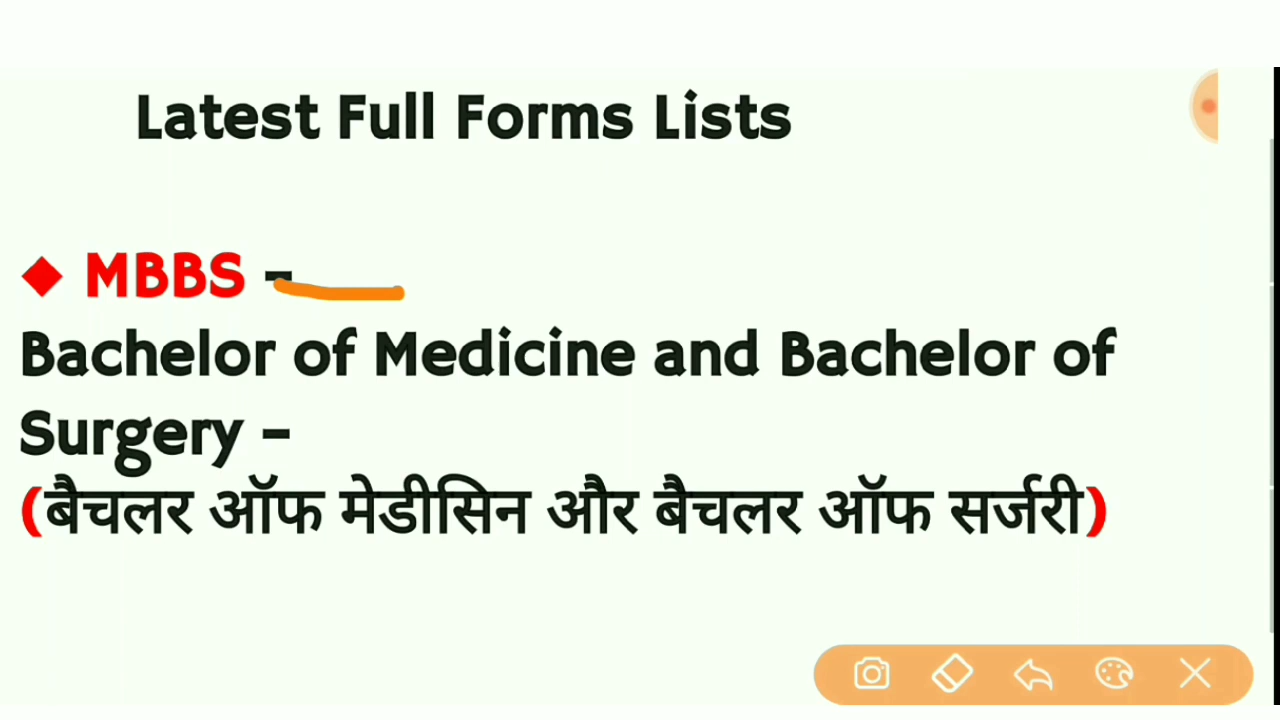 Latest Full Forms Lists
◆ MBBS -
Bachelor of Medicine and Bachelor of
Surgery -
(बैचलर ऑफ मेडीसिन और बैचलर ऑफ सर्जरी)